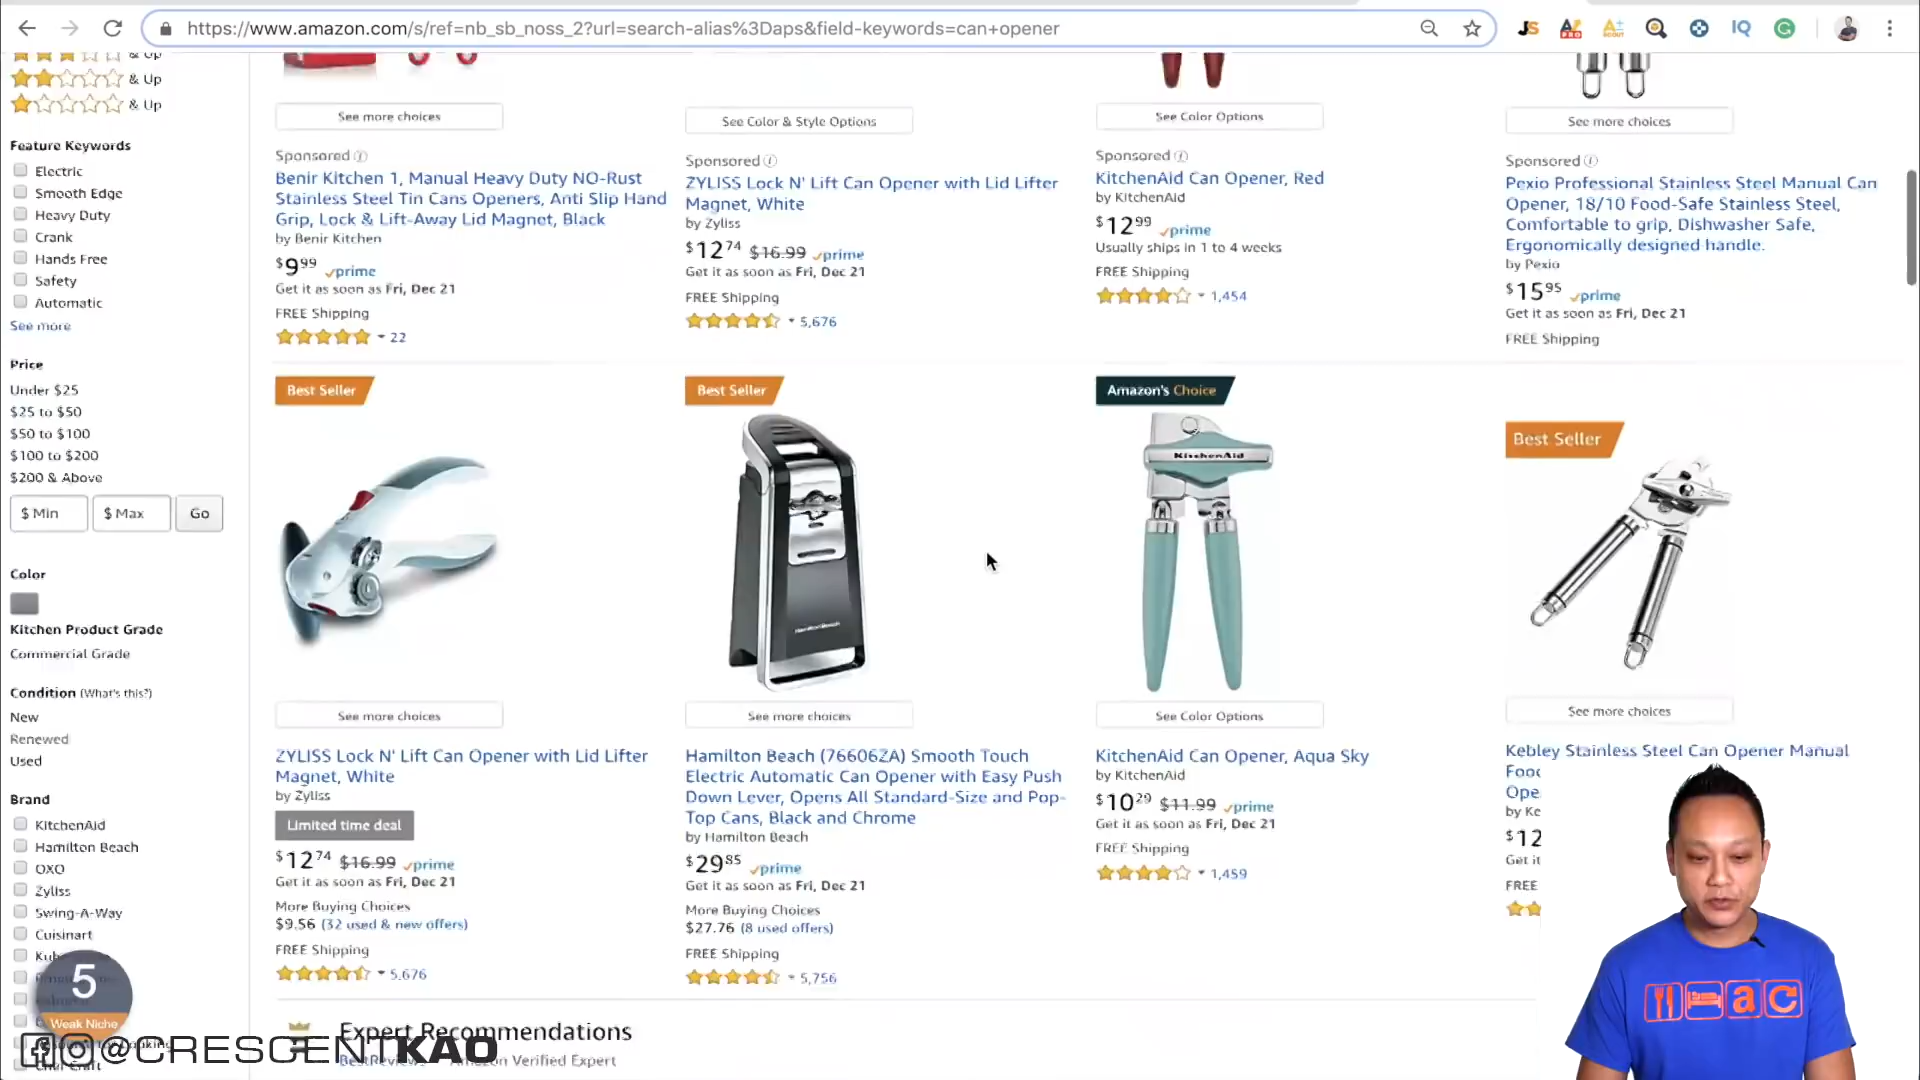 https://www.amazon.com/s/ref=nb_sb_noss_2?url=search-alias%3Daps&field-keywords=can+opener
& Up
& Up
& Up
Feature Keywords
Electric
Smooth Edge
Heavy Duty
Crank
Hands Free
Safety
Automatic
See more
Price
Under $25
$25 to $50
$50 to $100
$100 to $200
$200 & Above
$ Min
$ Max
Go
Color
Kitchen Product Grade
Commercial Grade
Condition (What's this?)
New
Renewed
Used
Brand
KitchenAid
Hamilton Beach
OXO
Zyliss
Swing-A-Way
Cuisinart
5
Weak Niche
@CRESCENTKAO
See more choices
Sponsored
Benir Kitchen 1, Manual Heavy Duty NO-Rust
Stainless Steel Tin Cans Openers, Anti Slip Hand
Grip, Lock & Lift-Away Lid Magnet, Black
by Benir Kitchen
$9.99 prime
Get it as soon as Fri, Dec 21
FREE Shipping
22
See Color & Style Options
Sponsored
ZYLISS Lock N' Lift Can Opener with Lid Lifter
Magnet, White
by Zyliss
$12.74 $16.99 prime
Get it as soon as Fri, Dec 21
FREE Shipping
5,676
See Color Options
Sponsored
KitchenAid Can Opener, Red
by KitchenAid
$12.99 prime
Usually ships in 1 to 4 weeks
FREE Shipping
1,454
See more choices
Sponsored
Pexio Professional Stainless Steel Manual Can
Opener, 18/10 Food-Safe Stainless Steel,
Comfortable to grip, Dishwasher Safe,
Ergonomically designed handle.
by Pexio
$15.95 prime
Get it as soon as Fri, Dec 21
FREE Shipping
Best Seller
See more choices
ZYLISS Lock N' Lift Can Opener with Lid Lifter
Magnet, White
by Zyliss
Limited time deal
$12.74 $16.99 prime
Get it as soon as Fri, Dec 21
More Buying Choices
$9.56 (32 used & new offers)
FREE Shipping
5,676
Best Seller
HamiltonBeach
See more choices
Hamilton Beach (76606ZA) Smooth Touch
Electric Automatic Can Opener with Easy Push
Down Lever, Opens All Standard-Size and Pop-
Top Cans, Black and Chrome
by Hamilton Beach
$29.85 prime
Get it as soon as Fri, Dec 21
More Buying Choices
$27.76 (8 used offers)
FREE Shipping
5,756
Amazon's Choice
KitchenAid
See Color Options
KitchenAid Can Opener, Aqua Sky
by KitchenAid
$10.29 $11.99 prime
Get it as soon as Fri, Dec 21
FREE Shipping
1,459
Best Seller
See more choices
Kebley Stainless Steel Can Opener Manual
$12
Get it
FREE
Expert Recommendations
Amazon Verified Expert